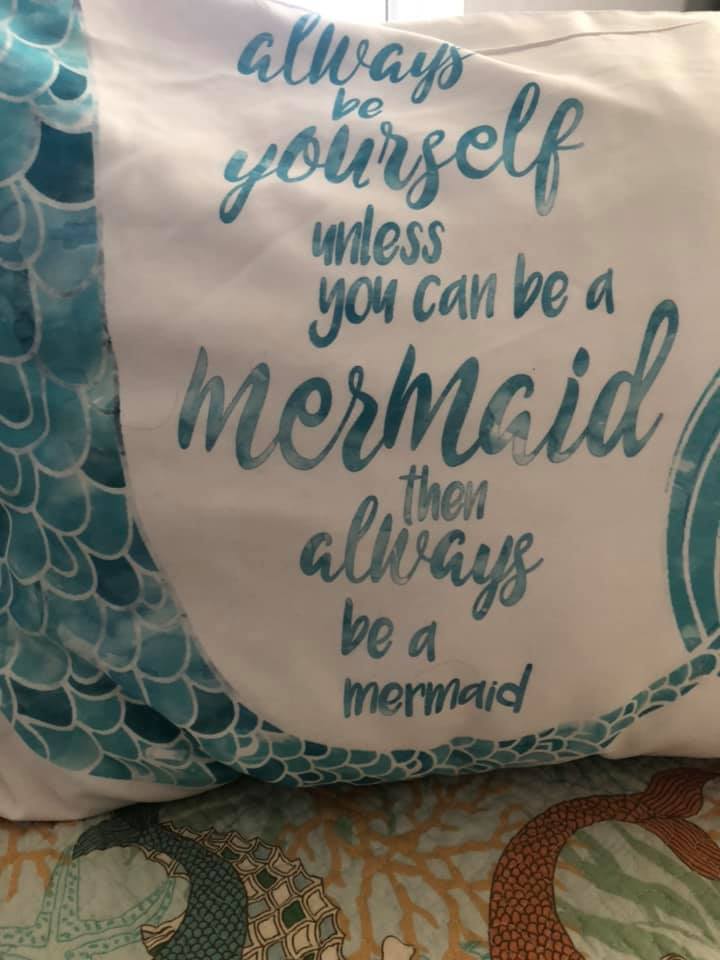 always
be
yourself
unless
you can be a
mermaid
then
always
be a
mermaid